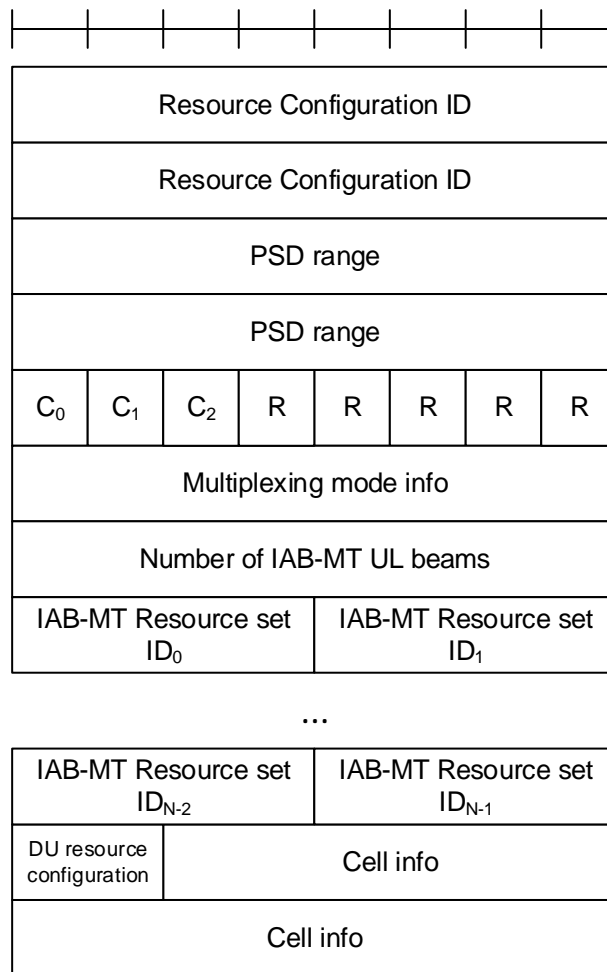 Resource Configuration ID
Resource Configuration ID
PSD range
PSD range
C₀ C₁ C₂ R R R R R
Multiplexing mode info
Number of IAB-MT UL beams
IAB-MT Resource set
ID₀
IAB-MT Resource set
ID₁
...
IAB-MT Resource set
ID_N-2
IAB-MT Resource set
ID_N-1
DU resource
configuration
Cell info
Cell info